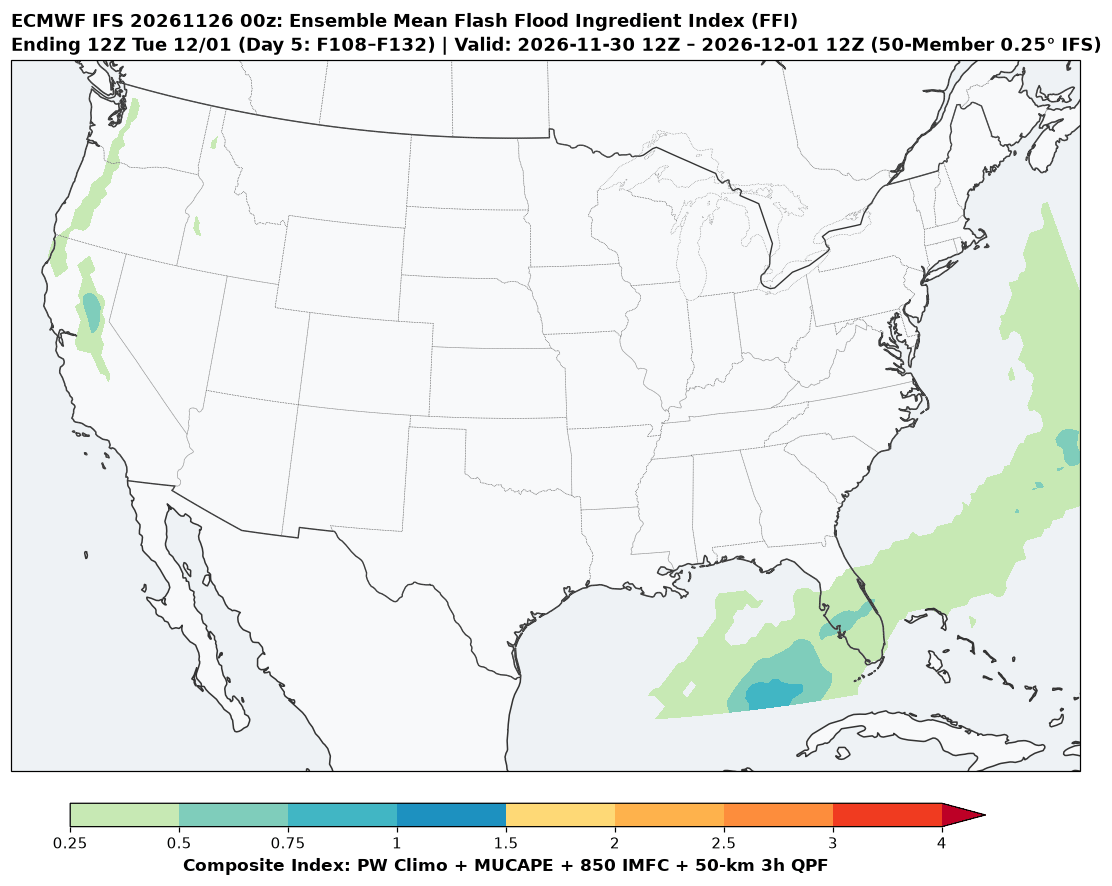 ECMWF IFS 20261126 00z: Ensemble Mean Flash Flood Ingredient Index (FFI)
Ending 12Z Tue 12/01 (Day 5: F108–F132) | Valid: 2026-11-30 12Z – 2026-12-01 12Z (50-Member 0.25° IFS)
0.25 0.5 0.75 1 1.5 2 2.5 3 4
Composite Index: PW Climo + MUCAPE + 850 IMFC + 50-km 3h QPF